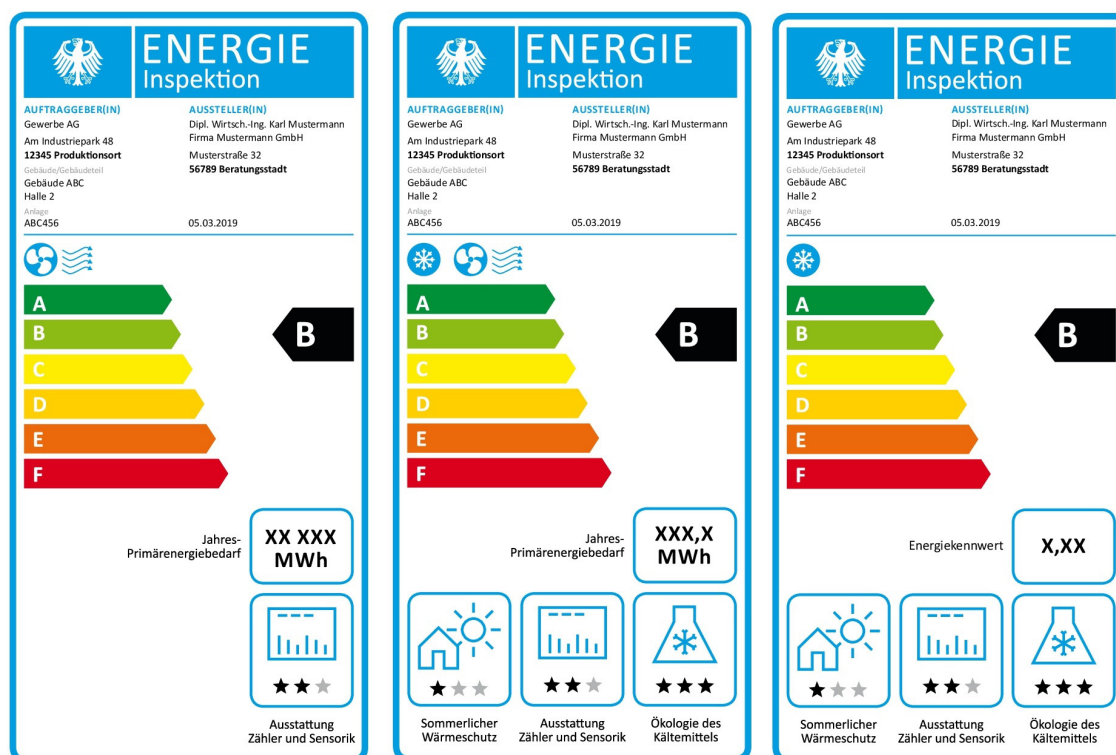 ENERGIE
Inspektion
AUFTRAGGEBER(IN)
Gewerbe AG
Am Industriepark 48
12345 Produktionsort
Gebäude/Gebäudeteil
Gebäude ABC
Halle 2
Anlage
ABC456
AUSSTELLER(IN)
Dipl. Wirtsch.-Ing. Karl Mustermann
Firma Mustermann GmbH
Musterstraße 32
56789 Beratungsstadt
05.03.2019
A
B
C
D
E
F
B
Jahres-
Primärenergiebedarf
XX XXX
MWh
Ausstattung
Zähler und Sensorik
ENERGIE
Inspektion
AUFTRAGGEBER(IN)
Gewerbe AG
Am Industriepark 48
12345 Produktionsort
Gebäude/Gebäudeteil
Gebäude ABC
Halle 2
Anlage
ABC456
AUSSTELLER(IN)
Dipl. Wirtsch.-Ing. Karl Mustermann
Firma Mustermann GmbH
Musterstraße 32
56789 Beratungsstadt
05.03.2019
A
B
C
D
E
F
B
Jahres-
Primärenergiebedarf
XXX,X
MWh
Sommerlicher
Wärmeschutz
Ausstattung
Zähler und Sensorik
Ökologie des
Kältemittels
ENERGIE
Inspektion
AUFTRAGGEBER(IN)
Gewerbe AG
Am Industriepark 48
12345 Produktionsort
Gebäude/Gebäudeteil
Gebäude ABC
Halle 2
Anlage
ABC456
AUSSTELLER(IN)
Dipl. Wirtsch.-Ing. Karl Mustermann
Firma Mustermann GmbH
Musterstraße 32
56789 Beratungsstadt
05.03.2019
A
B
C
D
E
F
B
Energiekennwert
X,XX
Sommerlicher
Wärmeschutz
Ausstattung
Zähler und Sensorik
Ökologie des
Kältemittels